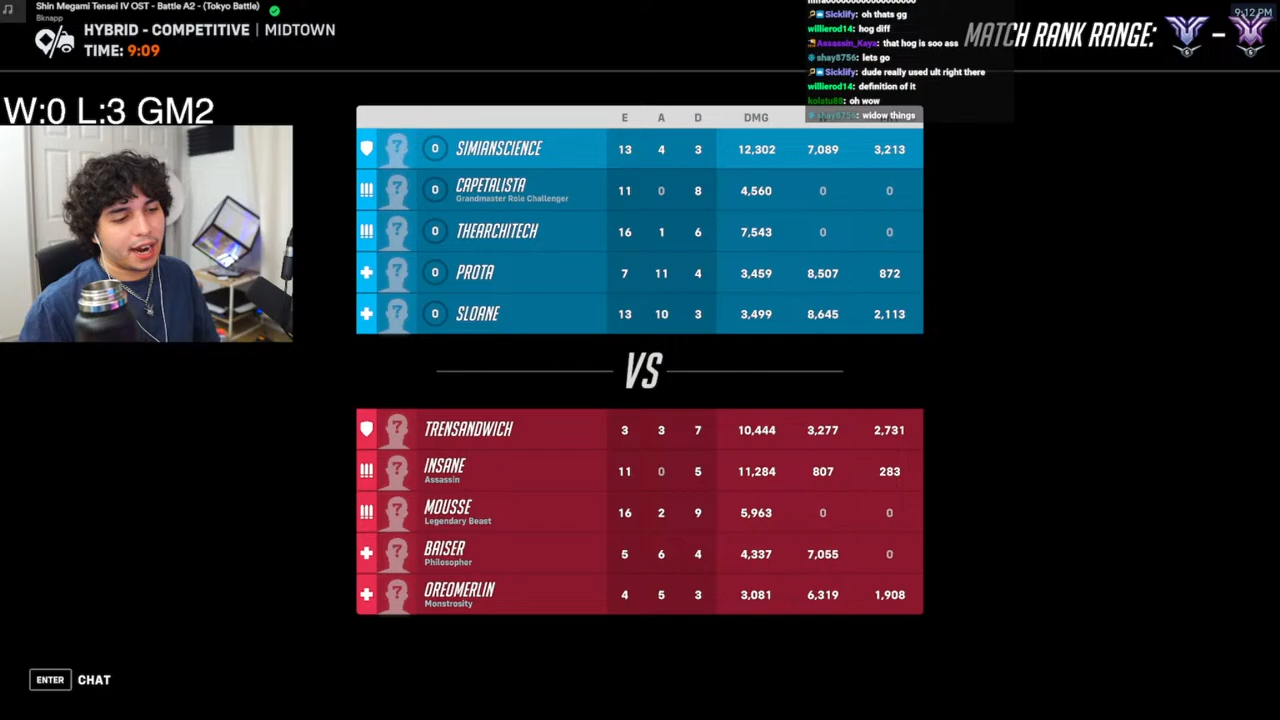 Shin Megami Tensei IV OST - Battle A2 - (Tokyo Battle)
Bknapp
HYBRID - COMPETITIVE | MIDTOWN
TIME: 9:09
Sicklify: oh thats gg
willierod14: hog diff
Assassin_Kaya: that hog is soo ass
shay8756: lets go
Sicklify: dude really used ult right there
willierod14: definition of it
kolatu88: oh wow
shay8756: widow things
MATCH RANK RANGE: -
9:12 PM
W:0 L:3 GM2
E A D DMG
0 SIMIANSCIENCE 13 4 3 12,302 7,089 3,213
0 CAPETALISTA 11 0 8 4,560 0 0
Grandmaster Role Challenger
0 THEARCHITECH 16 1 6 7,543 0 0
0 PROTA 7 11 4 3,459 8,507 872
0 SLOANE 13 10 3 3,499 8,645 2,113
VS
TRENSANDWICH 3 3 7 10,444 3,277 2,731
INSANE 11 0 5 11,284 807 283
Assassin
MOUSSE 16 2 9 5,963 0 0
Legendary Beast
BAISER 5 6 4 4,337 7,055 0
Philosopher
OREOMERLIN 4 5 3 3,081 6,319 1,908
Monstrosity
ENTER CHAT